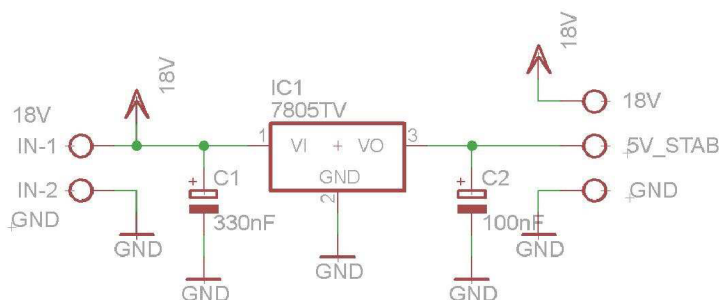 18V
18V
IC1
7805TV
18V
18V
IN-1
1
VI
+
VO
3
5V_STAB
GND
IN-2
+
C1
2
+
C2
GND
GND
330nF
100nF
GND
GND
GND
GND
GND